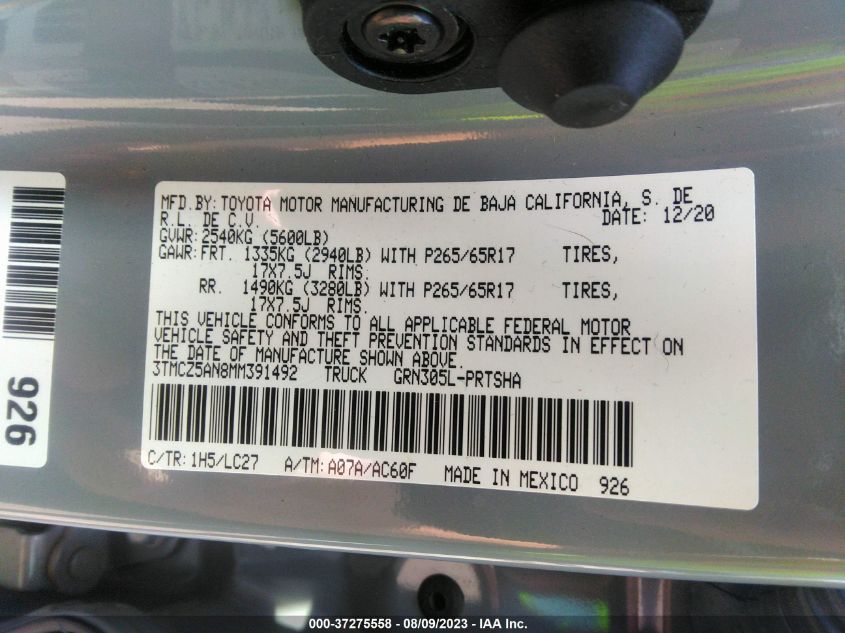 MFD.BY: TOYOTA MOTOR MANUFACTURING DE BAJA CALIFORNIA, S. DE
R.L. DE C.V. DATE: 12/20
GVWR: 2540KG (5600LB)
GAWR: FRT. 1335KG (2940LB) WITH P265/65R17 TIRES,
17X7.5J RIMS.
RR. 1490KG (3280LB) WITH P265/65R17 TIRES,
17X7.5J RIMS.
THIS VEHICLE CONFORMS TO ALL APPLICABLE FEDERAL MOTOR
VEHICLE SAFETY AND THEFT PREVENTION STANDARDS IN EFFECT ON
THE DATE OF MANUFACTURE SHOWN ABOVE.
3TMCZ5AN8MM391492 TRUCK GRN305L-PRTSHA
C/TR: 1H5/LC27 A/TM: A07A/AC60F MADE IN MEXICO 926
926
000-37275558 - 08/09/2023 - IAA Inc.